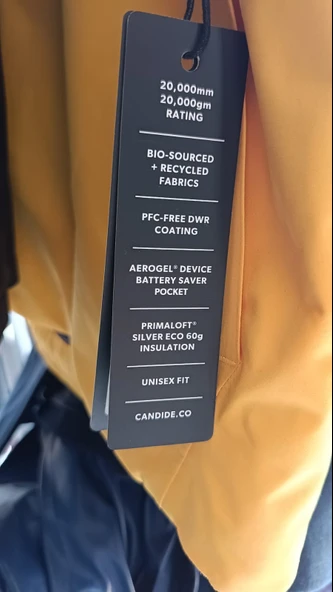 20,000mm
20,000gm
RATING
BIO-SOURCED
+ RECYCLED
FABRICS
PFC-FREE DWR
COATING
AEROGEL® DEVICE
BATTERY SAVER
POCKET
PRIMALOFT®
SILVER ECO 60g
INSULATION
UNISEX FIT
CANDIDE.CO